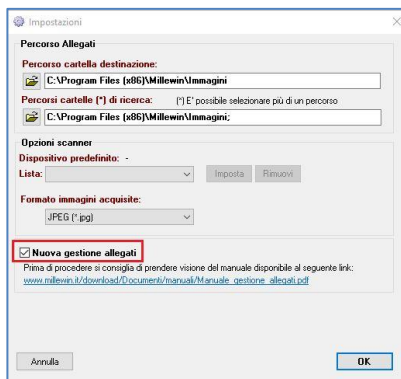 Impostazioni
Percorso Allegati
Percorso cartella destinazione:
C:\Program Files (x86)\Millewin\Immagini
Percorsi cartelle (*) di ricerca: (*) E' possibile selezionare più di un percorso
C:\Program Files (x86)\Millewin\Immagini;
Opzioni scanner
Dispositivo predefinito: -
Lista: Imposta Rimuovi
Formato immagini acquisite:
JPEG (*.jpg)
Nuova gestione allegati
Prima di procedere si consiglia di prendere visione del manuale disponibile al seguente link:
www.millewin.it/download/Documenti/manuali/Manuale_gestione_allegati.pdf
Annulla OK